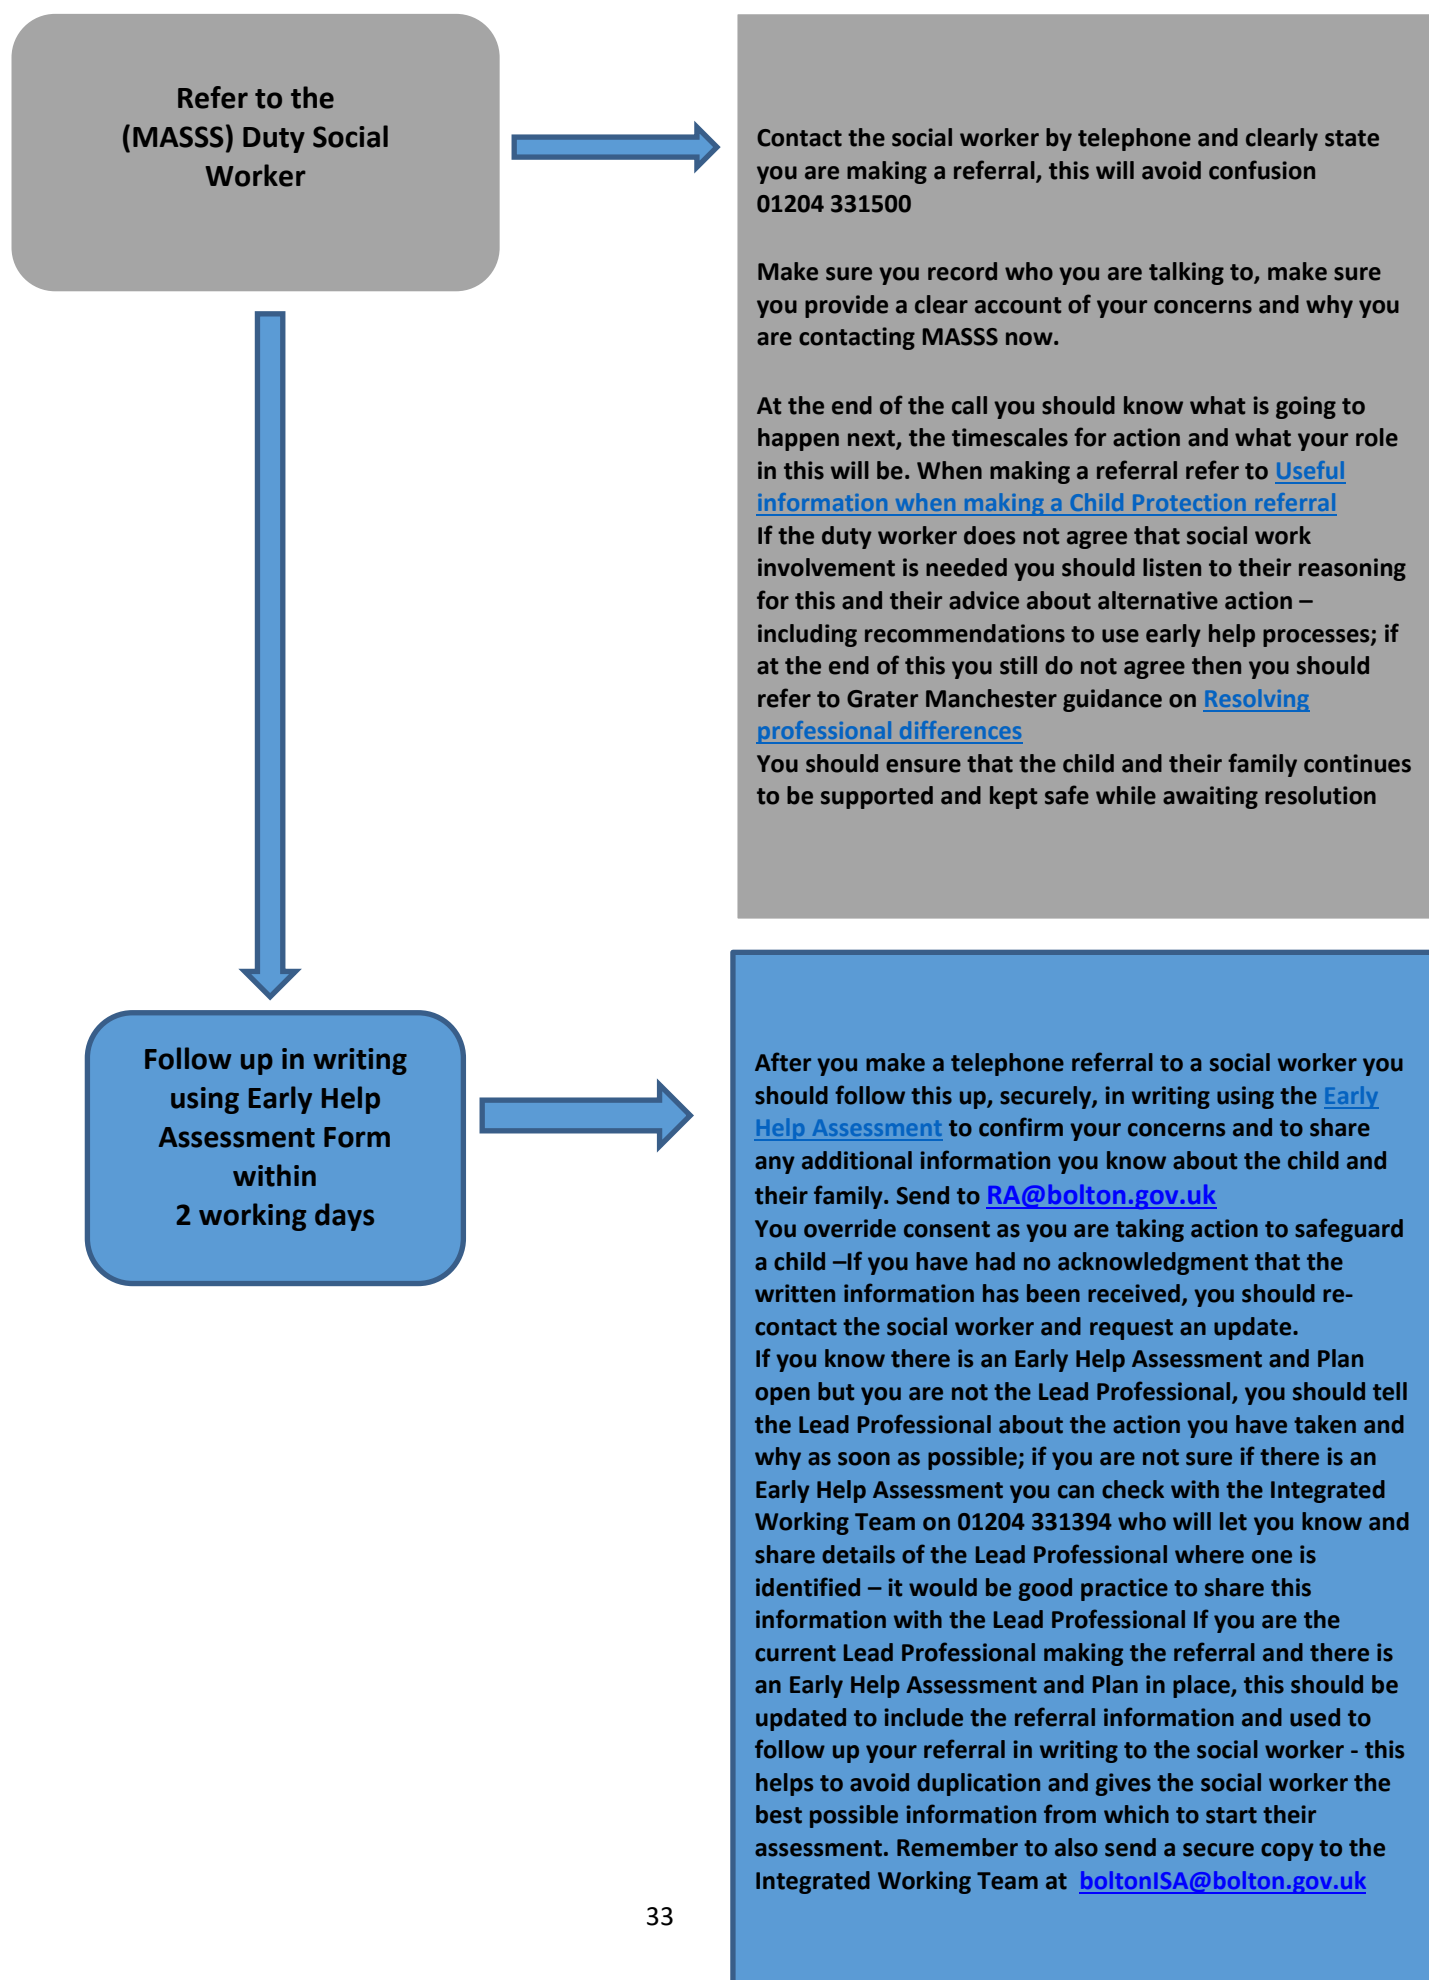 Refer to the
(MASSS) Duty Social
Worker
Contact the social worker by telephone and clearly state
you are making a referral, this will avoid confusion
01204 331500
Make sure you record who you are talking to, make sure
you provide a clear account of your concerns and why you
are contacting MASSS now.
At the end of the call you should know what is going to
happen next, the timescales for action and what your role
in this will be. When making a referral refer to Useful
information when making a Child Protection referral
If the duty worker does not agree that social work
involvement is needed you should listen to their reasoning
for this and their advice about alternative action –
including recommendations to use early help processes; if
at the end of this you still do not agree then you should
refer to Grater Manchester guidance on Resolving
professional differences
You should ensure that the child and their family continues
to be supported and kept safe while awaiting resolution
Follow up in writing
using Early Help
Assessment Form
within
2 working days
After you make a telephone referral to a social worker you
should follow this up, securely, in writing using the Early
Help Assessment to confirm your concerns and to share
any additional information you know about the child and
their family. Send to RA@bolton.gov.uk
You override consent as you are taking action to safeguard
a child –If you have had no acknowledgment that the
written information has been received, you should re-
contact the social worker and request an update.
If you know there is an Early Help Assessment and Plan
open but you are not the Lead Professional, you should tell
the Lead Professional about the action you have taken and
why as soon as possible; if you are not sure if there is an
Early Help Assessment you can check with the Integrated
Working Team on 01204 331394 who will let you know and
share details of the Lead Professional where one is
identified – it would be good practice to share this
information with the Lead Professional If you are the
current Lead Professional making the referral and there is
an Early Help Assessment and Plan in place, this should be
updated to include the referral information and used to
follow up your referral in writing to the social worker - this
helps to avoid duplication and gives the social worker the
best possible information from which to start their
assessment. Remember to also send a secure copy to the
Integrated Working Team at boltonISA@bolton.gov.uk
33